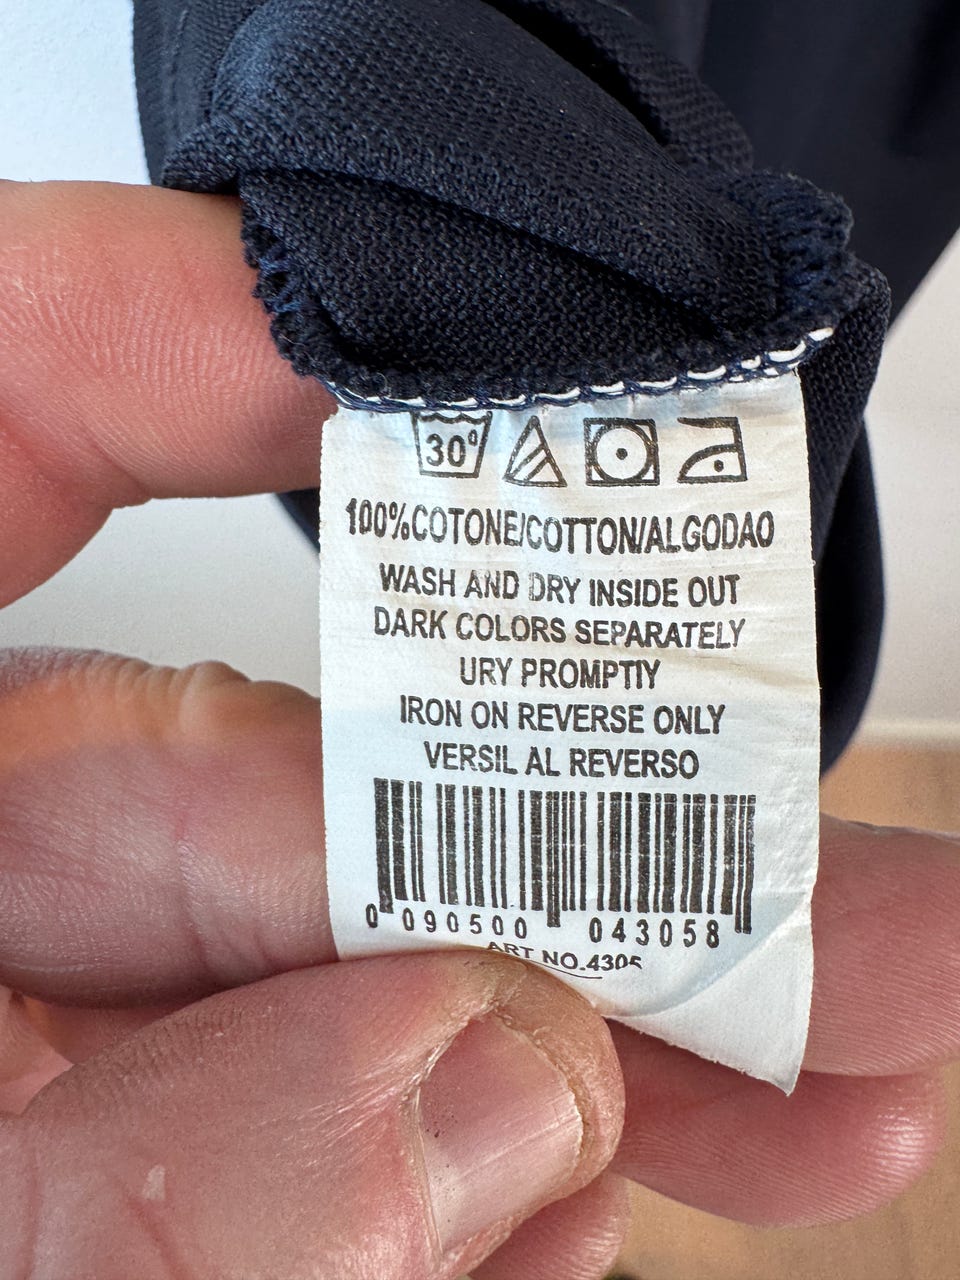 30°
100%COTONE/COTTON/ALGODAO
WASH AND DRY INSIDE OUT
DARK COLORS SEPARATELY
URY PROMPTIY
IRON ON REVERSE ONLY
VERSIL AL REVERSO
0 090500 043058
ART NO.4305